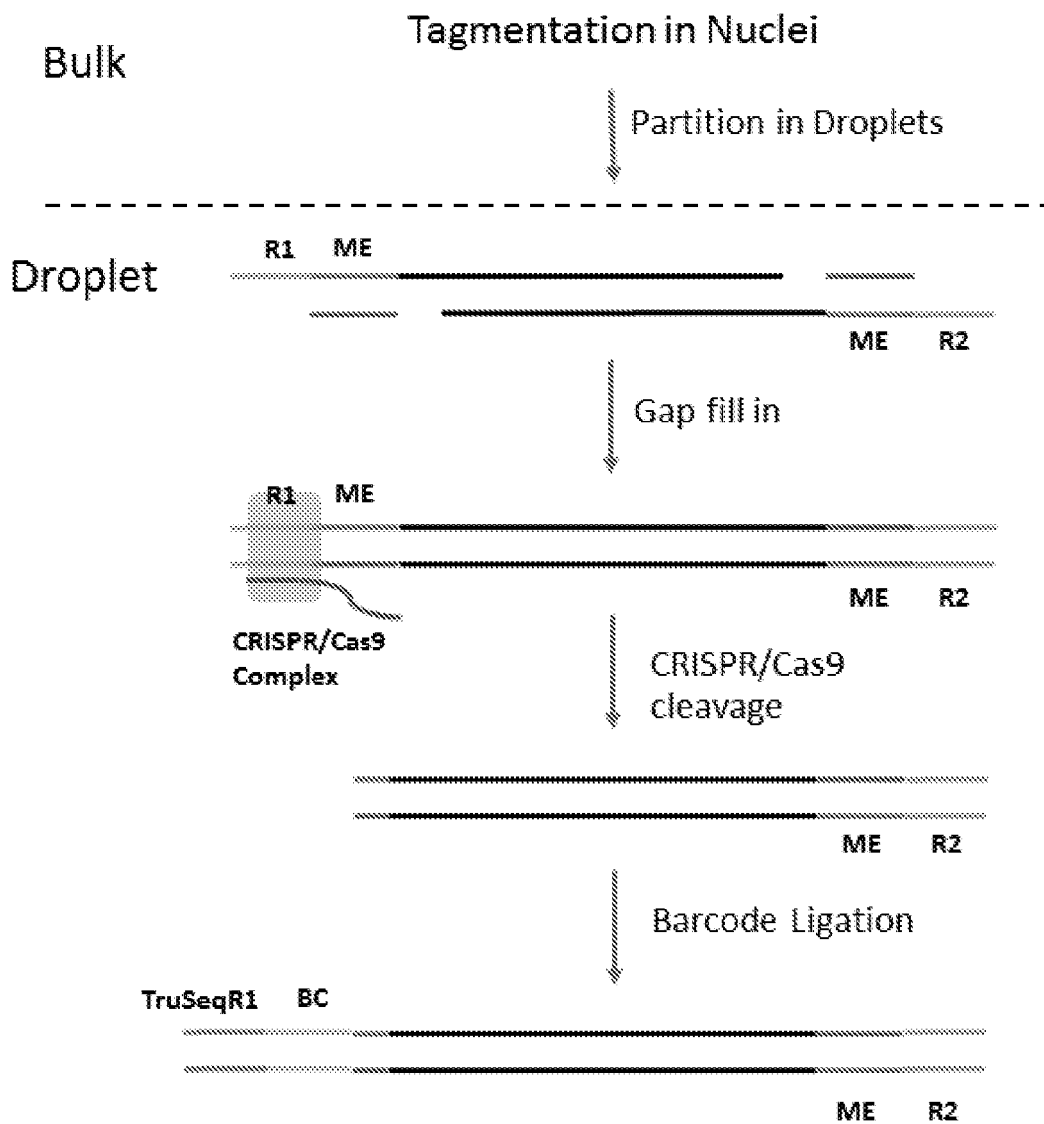 Tagmentation in Nuclei
Bulk
Partition in Droplets
R1 ME
Droplet
ME R2
Gap fill in
R1 ME
ME R2
CRISPR/Cas9
Complex
CRISPR/Cas9
cleavage
ME R2
Barcode Ligation
TruSeqR1 BC
ME R2